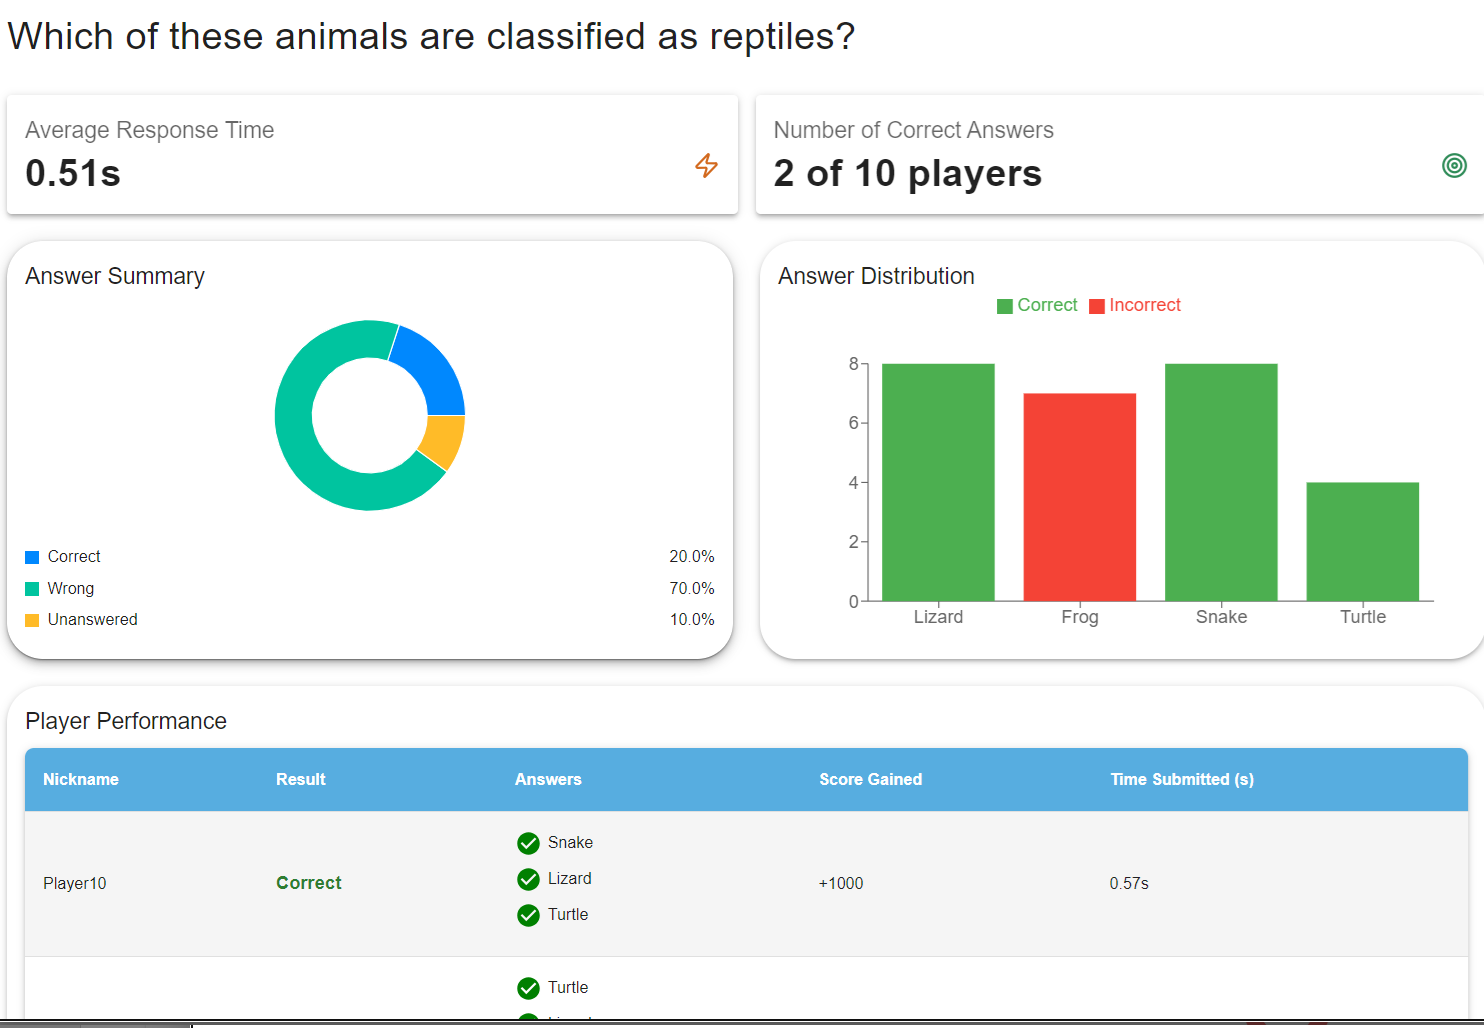 Which of these animals are classified as reptiles?
Average Response Time
0.51s
Number of Correct Answers
2 of 10 players
Answer Summary
Correct 20.0%
Wrong 70.0%
Unanswered 10.0%
Answer Distribution
Correct Incorrect
8
6
4
2
0
Lizard Frog Snake Turtle
Player Performance
Nickname Result Answers Score Gained Time Submitted (s)
Snake
Lizard
Player10 Correct +1000 0.57s
Turtle
Turtle